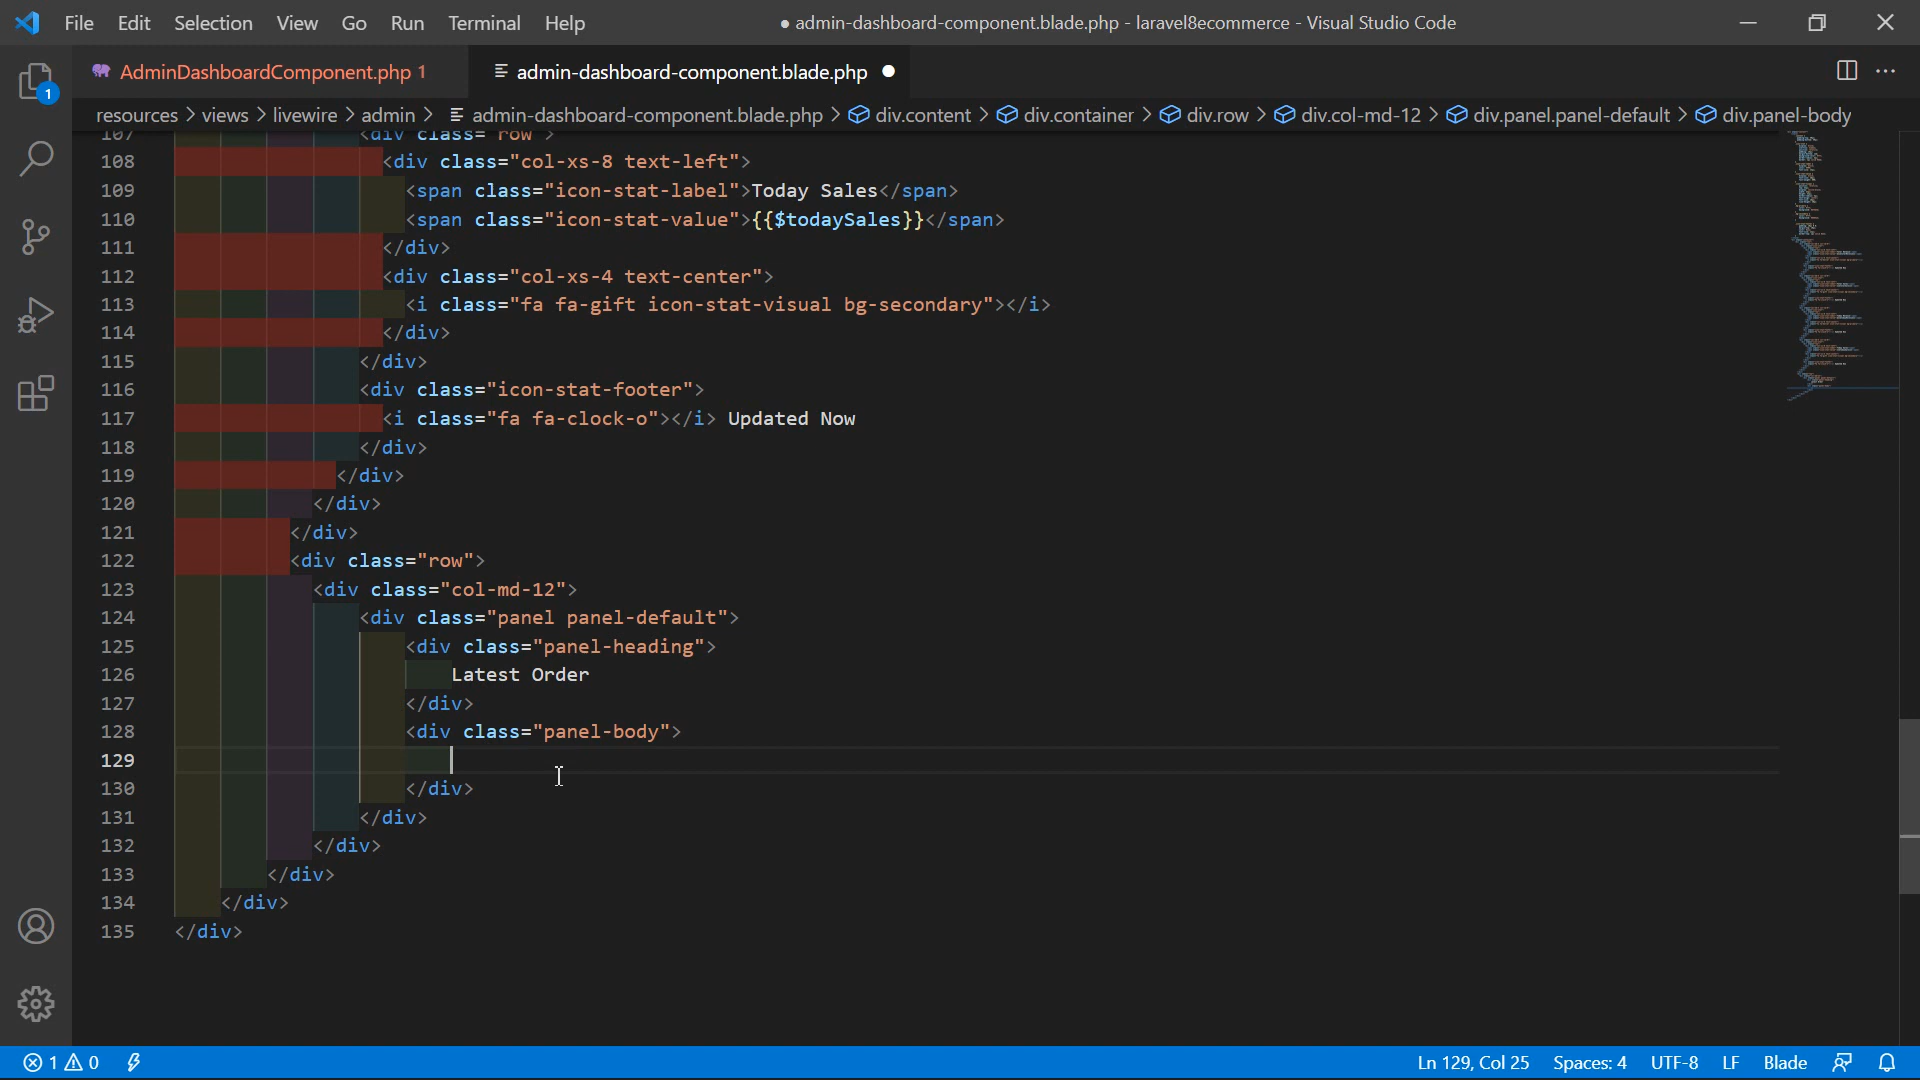 File Edit Selection View Go Run Terminal Help ● admin-dashboard-component.blade.php - laravel8ecommerce - Visual Studio Code
AdminDashboardComponent.php 1 admin-dashboard-component.blade.php
resources > views > livewire > admin > admin-dashboard-component.blade.php > div.content > div.container > div.row > div.col-md-12 > div.panel.panel-default > div.panel-body
1
107 <div class="row">
108 <div class="col-xs-8 text-left">
109 <span class="icon-stat-label">Today Sales</span>
110 <span class="icon-stat-value">{{$todaySales}}</span>
111 </div>
112 <div class="col-xs-4 text-center">
113 <i class="fa fa-gift icon-stat-visual bg-secondary"></i>
114 </div>
115 </div>
116 <div class="icon-stat-footer">
117 <i class="fa fa-clock-o"></i> Updated Now
118 </div>
119 </div>
120 </div>
121 </div>
122 <div class="row">
123 <div class="col-md-12">
124 <div class="panel panel-default">
125 <div class="panel-heading">
126 Latest Order
127 </div>
128 <div class="panel-body">
129
130 </div>
131 </div>
132 </div>
133 </div>
134 </div>
135 </div>
1 0 Ln 129, Col 25 Spaces: 4 UTF-8 LF Blade